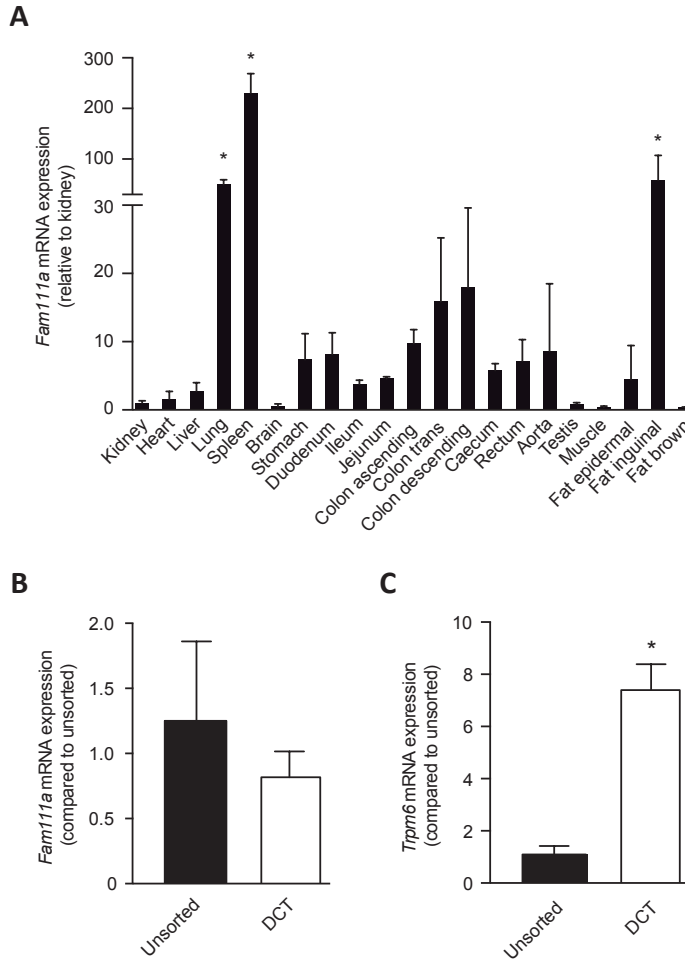 A
*
300
*
*
200
100
30
20
10
0
Fam111a mRNA expression
(relative to kidney)
Kidney
Heart
Liver
Lung
Spleen
Brain
Stomach
Duodenum
Ileum
Jejunum
Colon ascending
Colon trans
Colon descending
Caecum
Rectum
Aorta
Testis
Muscle
Fat epidermal
Fat inguinal
Fat brown
B
2.0
1.5
1.0
0.5
0
Fam111a mRNA expression
(compared to unsorted)
Unsorted
DCT
C
10
*
8
6
4
2
0
Trpm6 mRNA expression
(compared to unsorted)
Unsorted
DCT